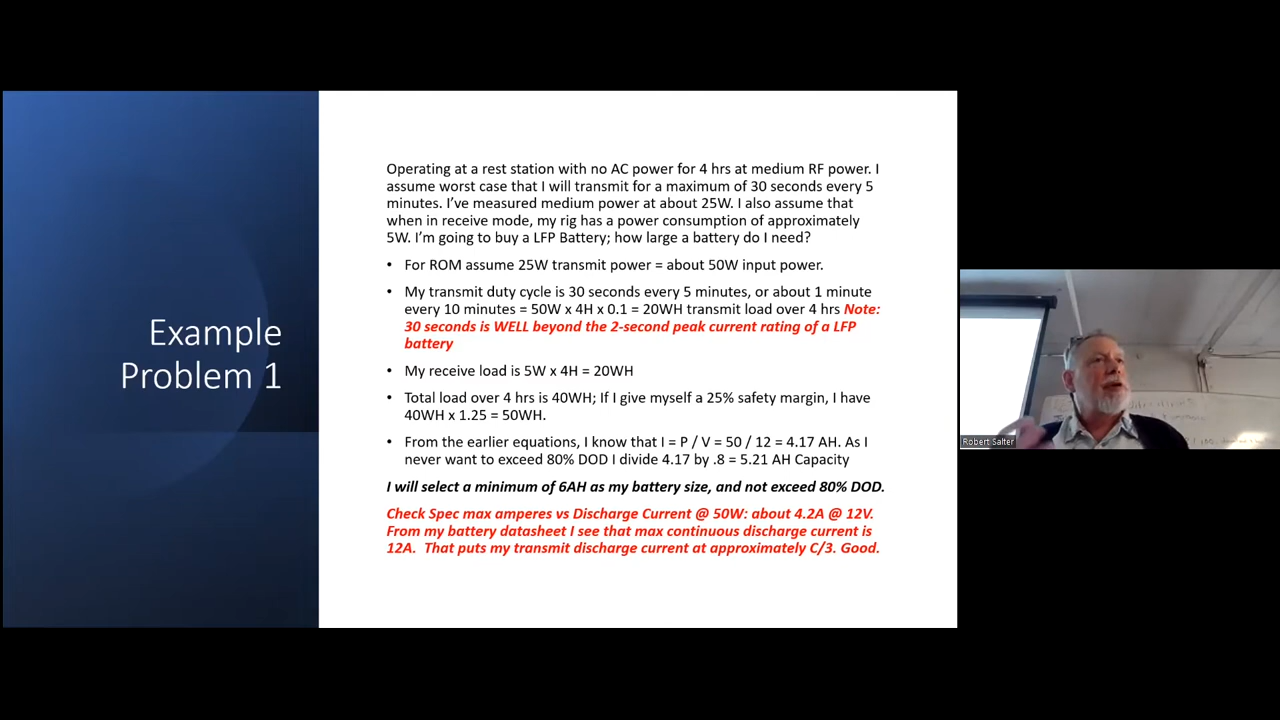 Example
Problem 1
Operating at a rest station with no AC power for 4 hrs at medium RF power. I
assume worst case that I will transmit for a maximum of 30 seconds every 5
minutes. I've measured medium power at about 25W. I also assume that
when in receive mode, my rig has a power consumption of approximately
5W. I'm going to buy a LFP Battery; how large a battery do I need?
• For ROM assume 25W transmit power = about 50W input power.
• My transmit duty cycle is 30 seconds every 5 minutes, or about 1 minute
every 10 minutes = 50W x 4H x 0.1 = 20WH transmit load over 4 hrs Note:
30 seconds is WELL beyond the 2-second peak current rating of a LFP
battery
• My receive load is 5W x 4H = 20WH
• Total load over 4 hrs is 40WH; If I give myself a 25% safety margin, I have
40WH x 1.25 = 50WH.
• From the earlier equations, I know that I = P / V = 50 / 12 = 4.17 AH. As I
never want to exceed 80% DOD I divide 4.17 by .8 = 5.21 AH Capacity
I will select a minimum of 6AH as my battery size, and not exceed 80% DOD.
Check Spec max amperes vs Discharge Current @ 50W: about 4.2A @ 12V.
From my battery datasheet I see that max continuous discharge current is
12A. That puts my transmit discharge current at approximately C/3. Good.
Robert Salter